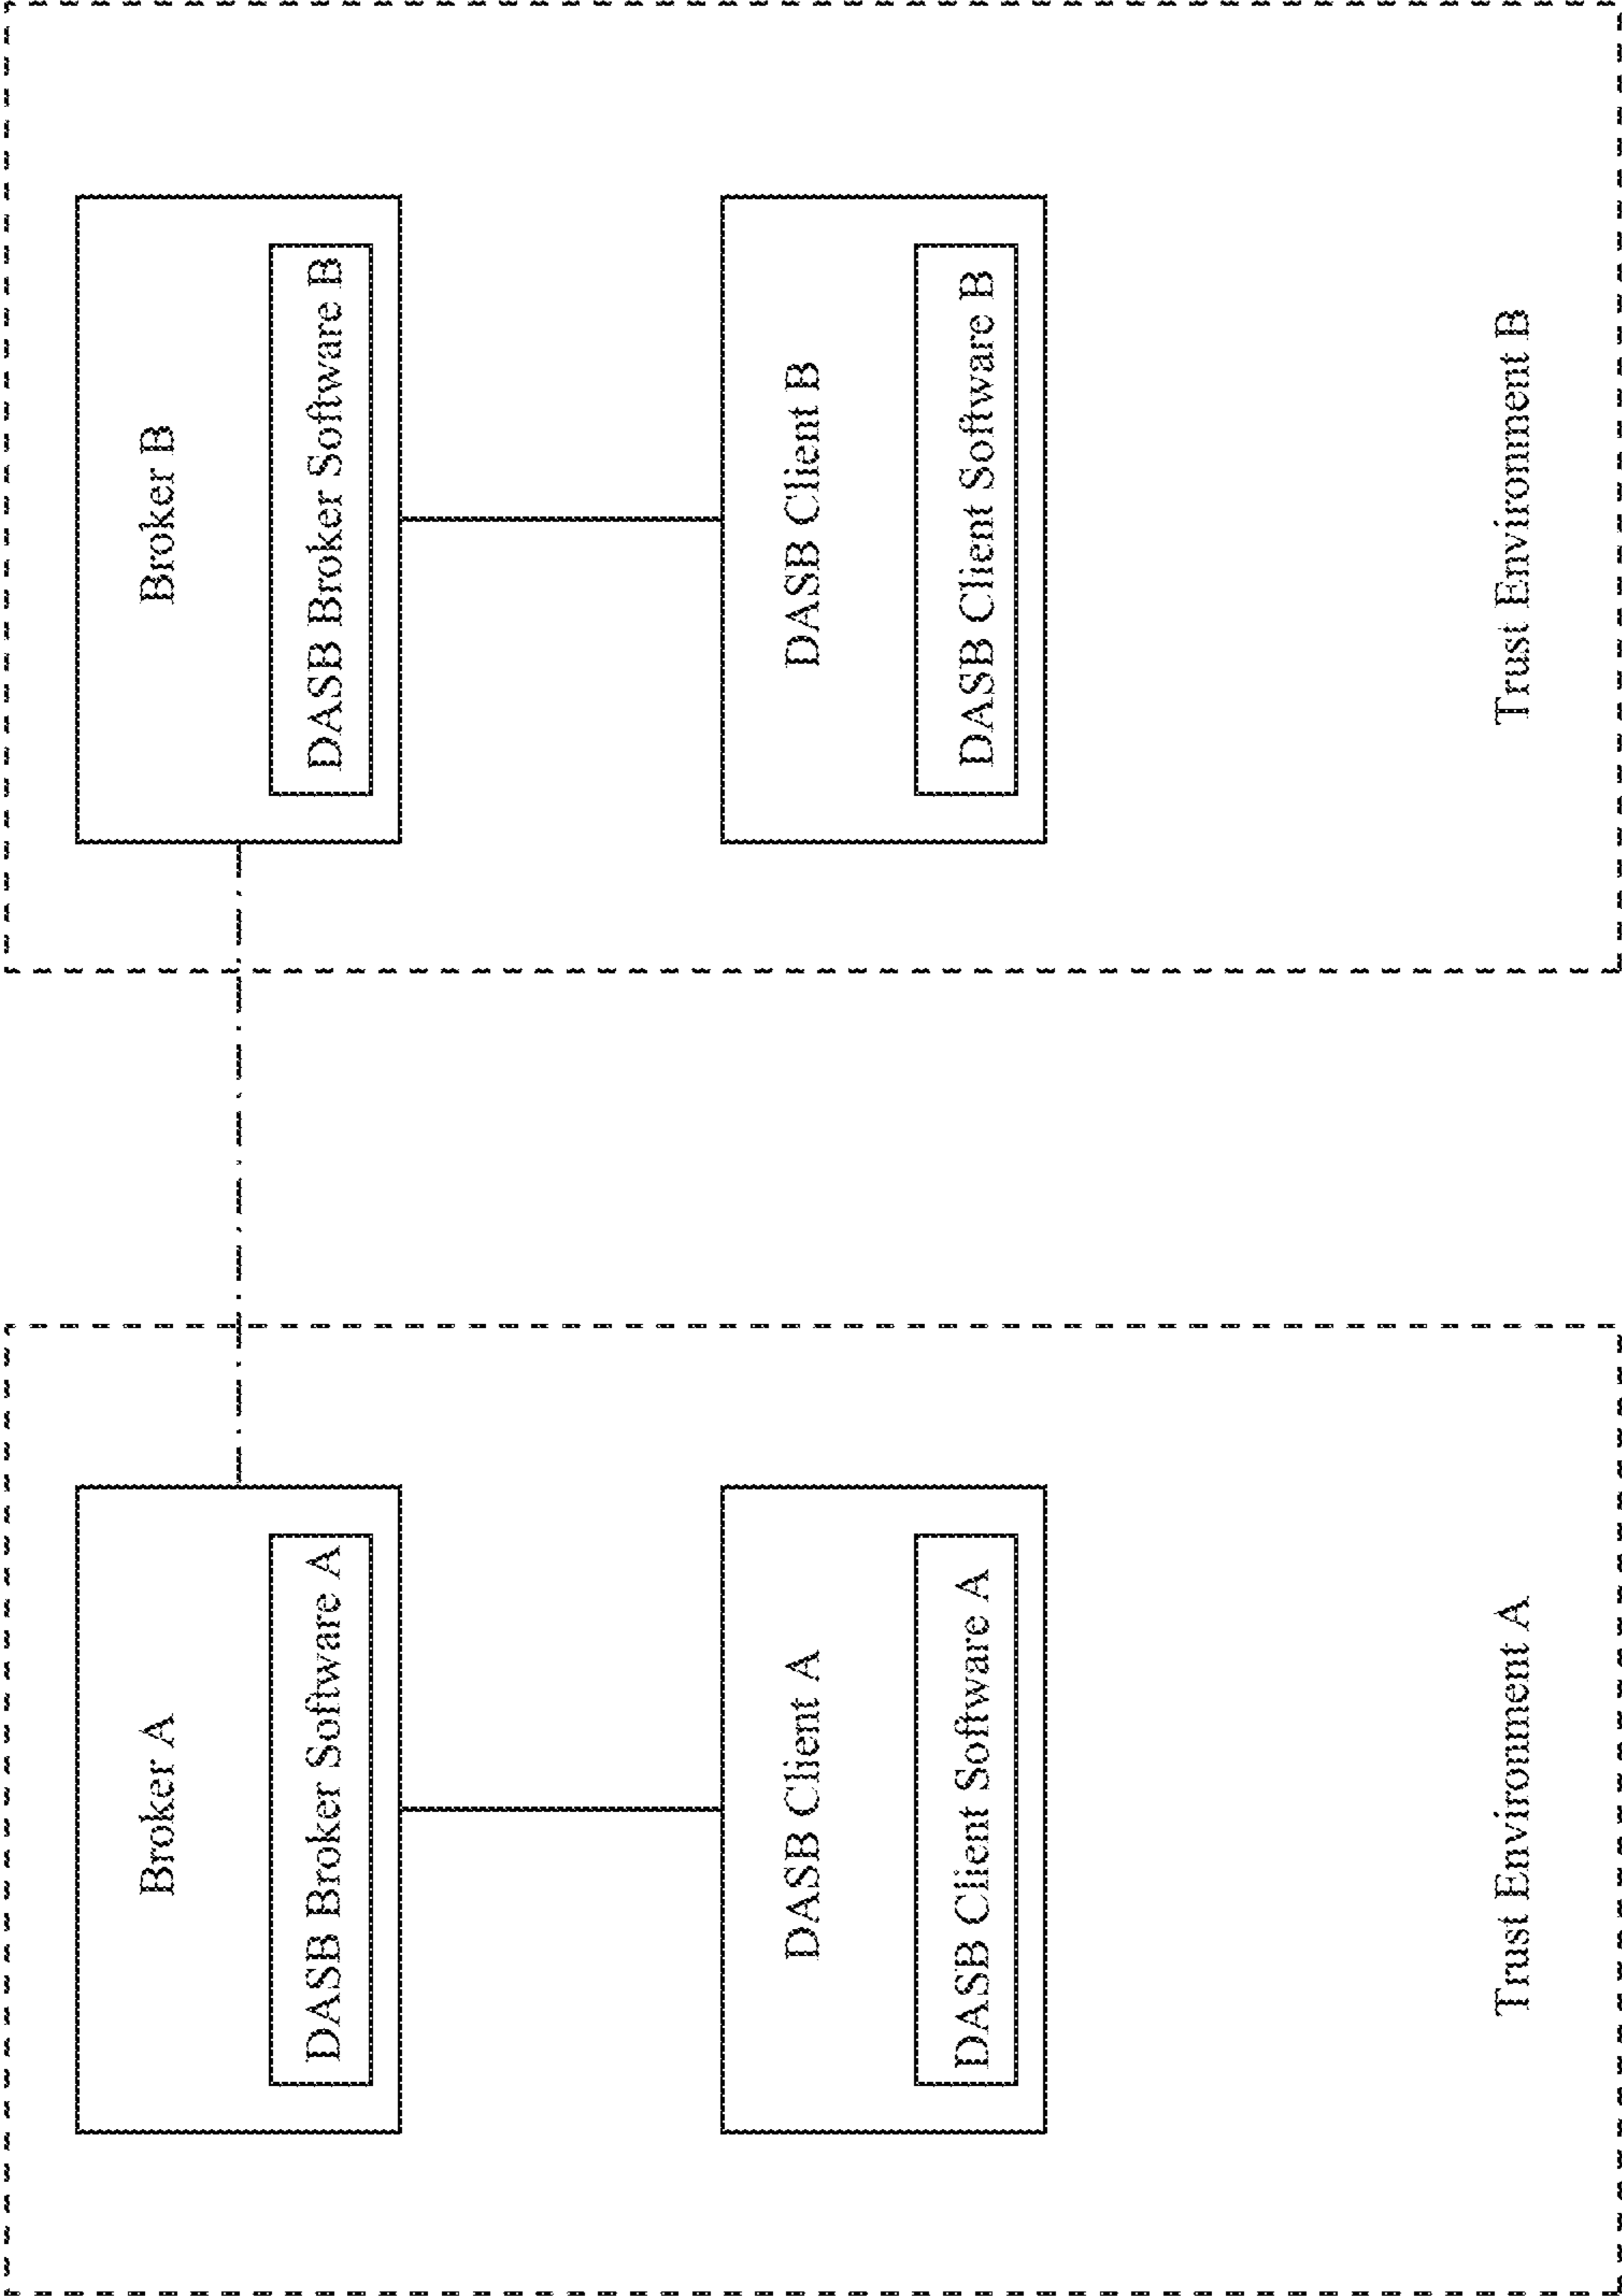 Broker A
DASB Broker Software A
DASB Client A
DASB Client Software A
Trust Environment A
Broker B
DASB Broker Software B
DASB Client B
DASB Client Software B
Trust Environment B